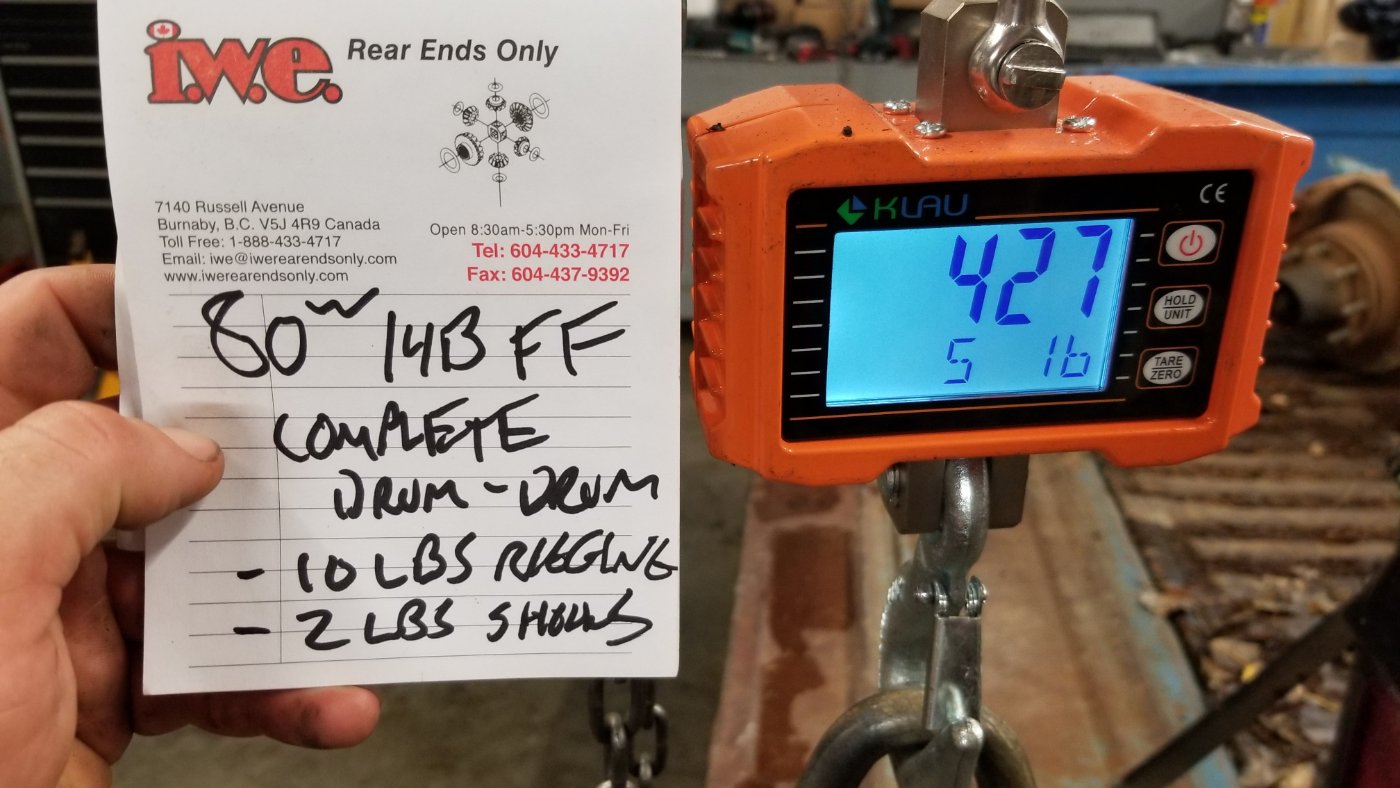 i.w.e. Rear Ends Only
7140 Russell Avenue
Burnaby, B.C. V5J 4R9 Canada
Toll Free: 1-888-433-4717
Email: iwe@iwerearendsonly.com
www.iwerearendsonly.com
Open 8:30am-5:30pm Mon-Fri
Tel: 604-433-4717
Fax: 604-437-9392
80" 14B FF
COMPLETE
DRUM - DRUM
- 10 LBS RIGGING
- 2 LBS
KLAU
CE
427
5 lb
HOLD
UNIT
TARE
ZERO